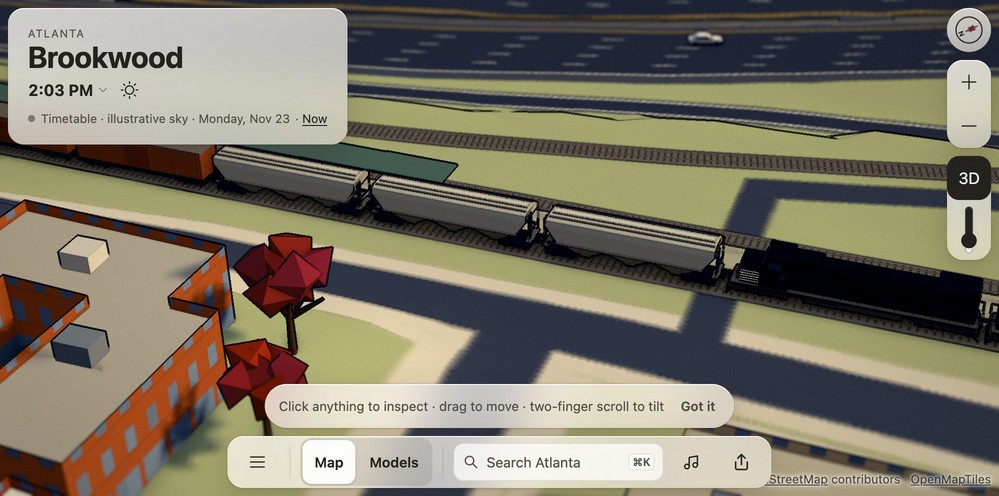 ATLANTA
Brookwood
2:03 PM
Timetable · illustrative sky · Monday, Nov 23 · Now
3D
Click anything to inspect · drag to move · two-finger scroll to tilt Got it
Map Models Search Atlanta ⌘K
StreetMap contributors · OpenMapTiles